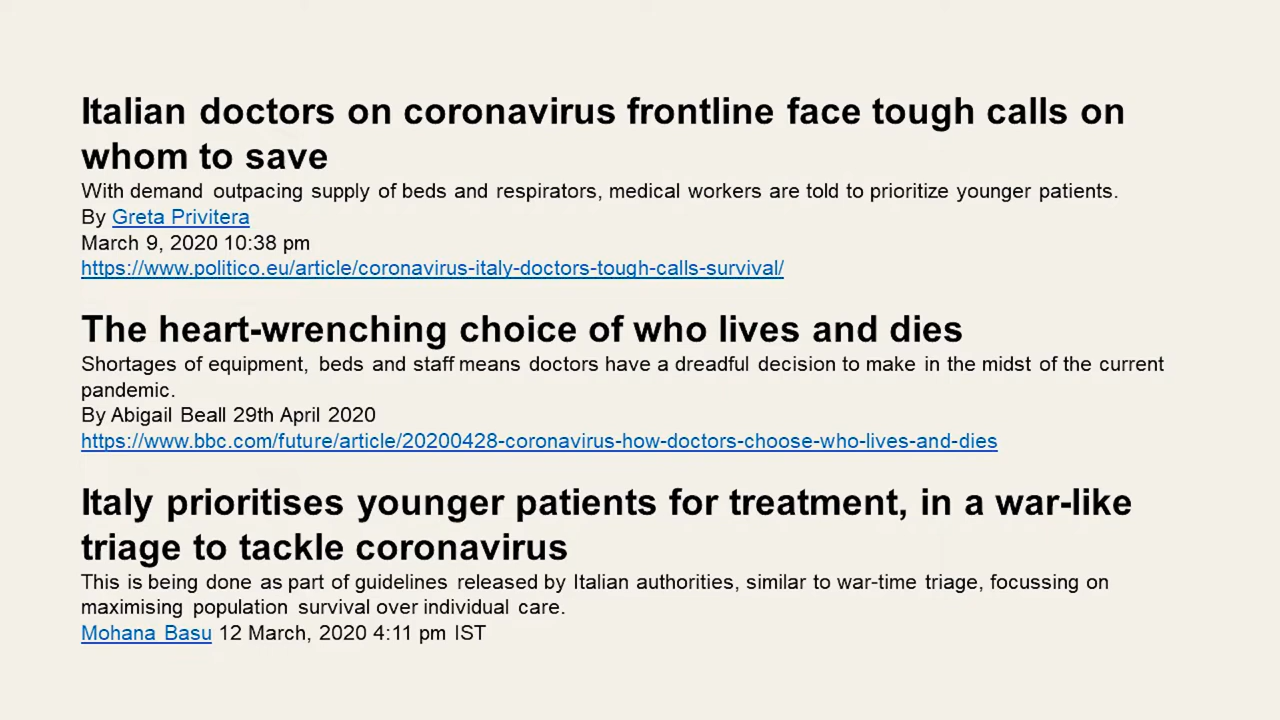 Italian doctors on coronavirus frontline face tough calls on
whom to save
With demand outpacing supply of beds and respirators, medical workers are told to prioritize younger patients.
By Greta Privitera
March 9, 2020 10:38 pm
https://www.politico.eu/article/coronavirus-italy-doctors-tough-calls-survival/
The heart-wrenching choice of who lives and dies
Shortages of equipment, beds and staff means doctors have a dreadful decision to make in the midst of the current
pandemic.
By Abigail Beall 29th April 2020
https://www.bbc.com/future/article/20200428-coronavirus-how-doctors-choose-who-lives-and-dies
Italy prioritises younger patients for treatment, in a war-like
triage to tackle coronavirus
This is being done as part of guidelines released by Italian authorities, similar to war-time triage, focussing on
maximising population survival over individual care.
Mohana Basu 12 March, 2020 4:11 pm IST